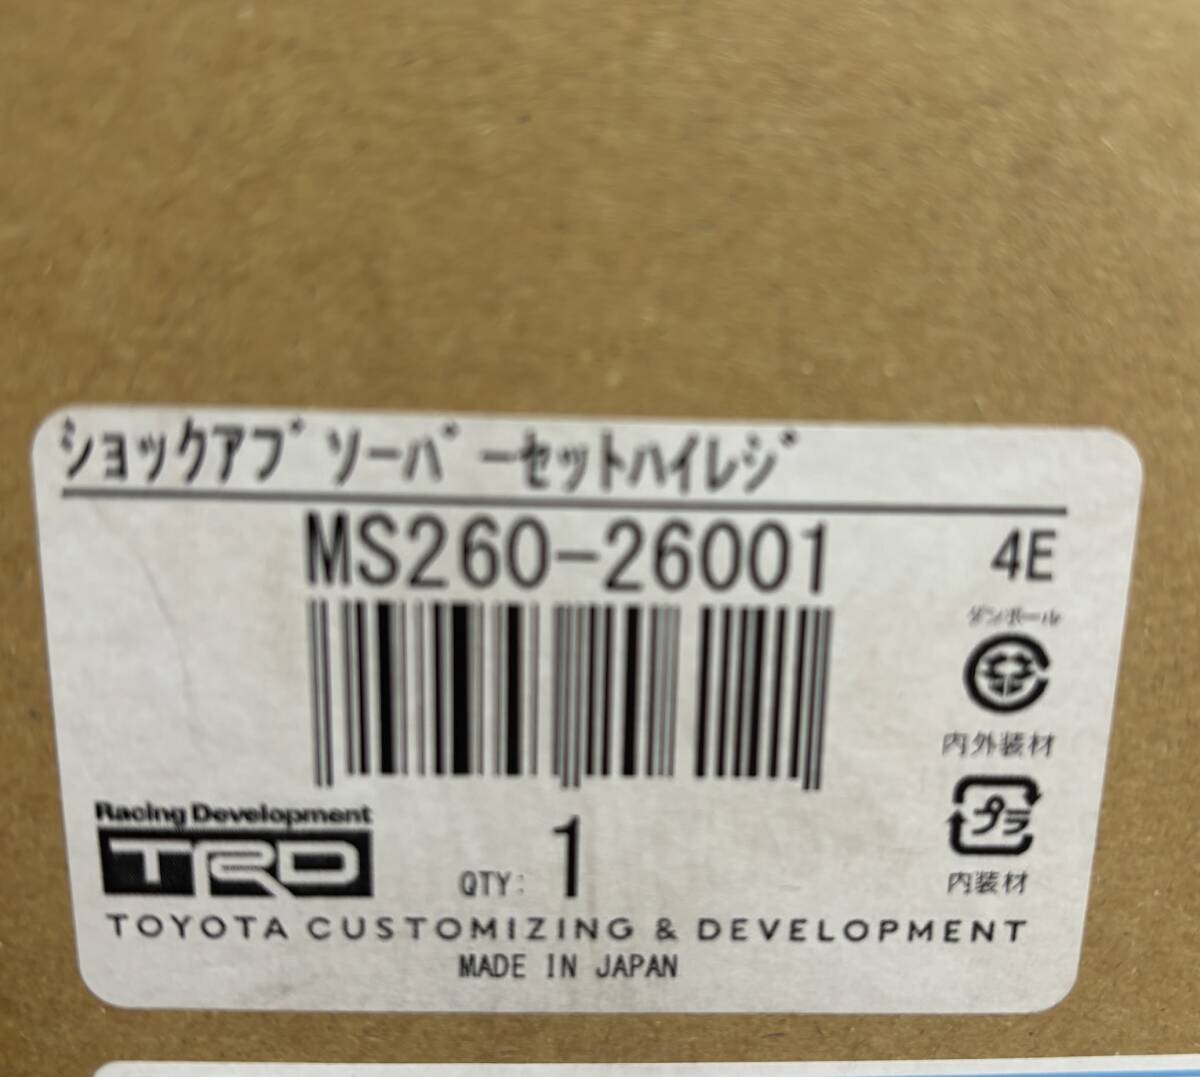 ｼｮｯｸｱﾌﾞｿｰﾊﾞｰｾｯﾄﾊｲﾚｼﾞ
MS260-26001
4E
ダンボール
内外装材
プラ
内装材
Racing Development
TRD
QTY: 1
TOYOTA CUSTOMIZING & DEVELOPMENT
MADE IN JAPAN